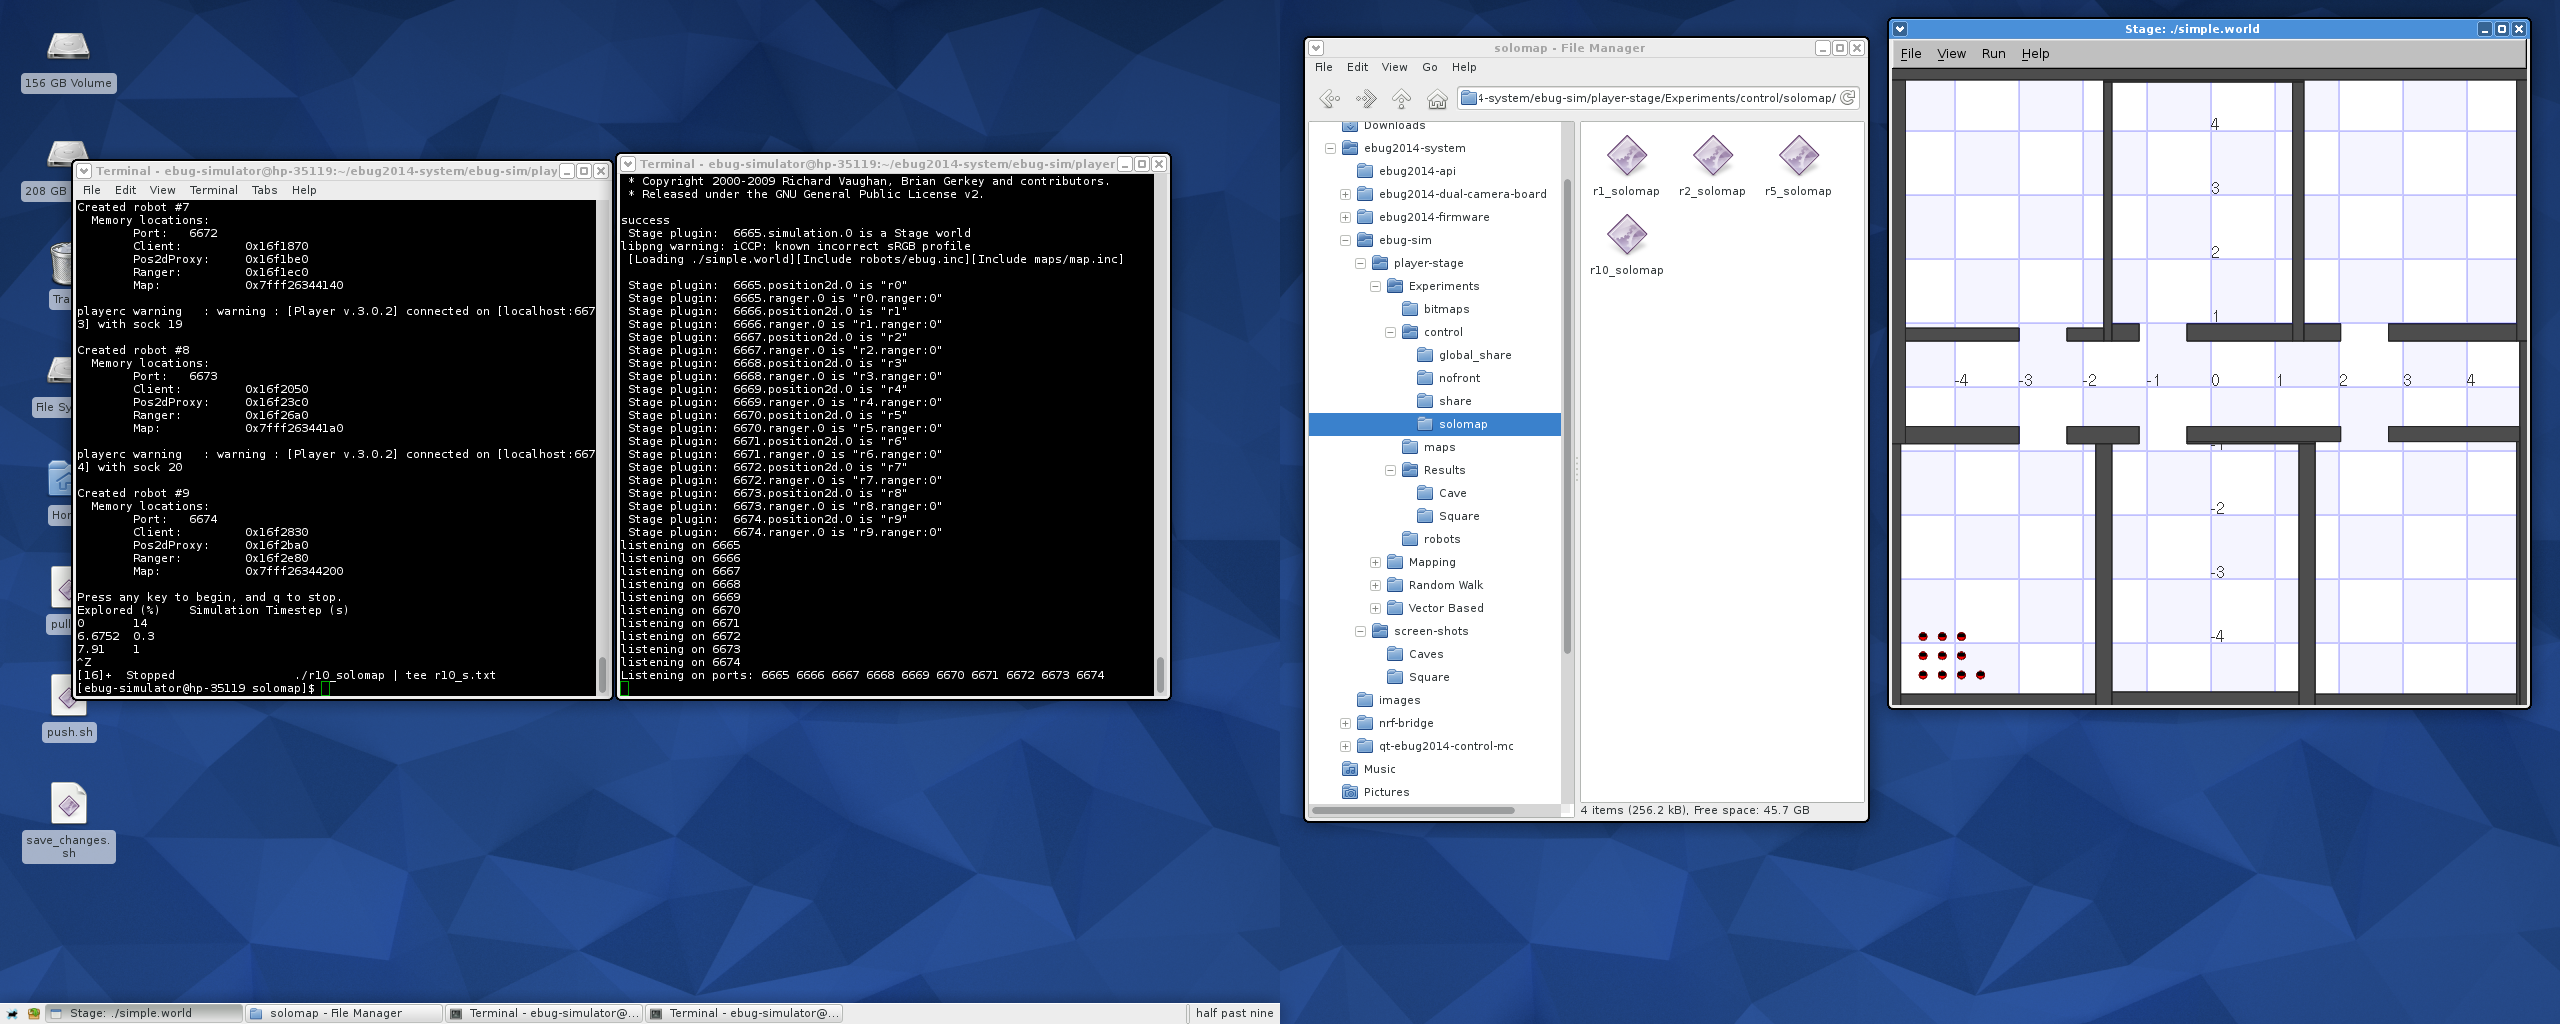 156 GB Volume
208 GB
Tra
File Sy
Hor
pull
push.sh
save_changes.
sh
Terminal - ebug-simulator@hp-35119:~/ebug2014-system/ebug-sim/play
File Edit View Terminal Tabs Help
Created robot #7
Memory locations:
Port: 6672
Client: 0x16f1870
Pos2dProxy: 0x16f1be0
Ranger: 0x16f1ec0
Map: 0x7fff26344140
playerc warning : warning : [Player v.3.0.2] connected on [localhost:667
3] with sock 19
Created robot #8
Memory locations:
Port: 6673
Client: 0x16f2050
Pos2dProxy: 0x16f23c0
Ranger: 0x16f26a0
Map: 0x7fff263441a0
playerc warning : warning : [Player v.3.0.2] connected on [localhost:667
4] with sock 20
Created robot #9
Memory locations:
Port: 6674
Client: 0x16f2830
Pos2dProxy: 0x16f2ba0
Ranger: 0x16f2e80
Map: 0x7fff26344200
Press any key to begin, and q to stop.
Explored (%) Simulation Timestep (s)
0 14
6.6752 0.3
7.91 1
^Z
[16]+ Stopped ./r10_solomap | tee r10_s.txt
[ebug-simulator@hp-35119 solomap]$
Terminal - ebug-simulator@hp-35119:~/ebug2014-system/ebug-sim/player
* Copyright 2000-2009 Richard Vaughan, Brian Gerkey and contributors.
* Released under the GNU General Public License v2.
success
Stage plugin: 6665.simulation.0 is a Stage world
libpng warning: iCCP: known incorrect sRGB profile
[Loading ./simple.world][Include robots/ebug.inc][Include maps/map.inc]
Stage plugin: 6665.position2d.0 is "r0"
Stage plugin: 6665.ranger.0 is "r0.ranger:0"
Stage plugin: 6666.position2d.0 is "r1"
Stage plugin: 6666.ranger.0 is "r1.ranger:0"
Stage plugin: 6667.position2d.0 is "r2"
Stage plugin: 6667.ranger.0 is "r2.ranger:0"
Stage plugin: 6668.position2d.0 is "r3"
Stage plugin: 6668.ranger.0 is "r3.ranger:0"
Stage plugin: 6669.position2d.0 is "r4"
Stage plugin: 6669.ranger.0 is "r4.ranger:0"
Stage plugin: 6670.position2d.0 is "r5"
Stage plugin: 6670.ranger.0 is "r5.ranger:0"
Stage plugin: 6671.position2d.0 is "r6"
Stage plugin: 6671.ranger.0 is "r6.ranger:0"
Stage plugin: 6672.position2d.0 is "r7"
Stage plugin: 6672.ranger.0 is "r7.ranger:0"
Stage plugin: 6673.position2d.0 is "r8"
Stage plugin: 6673.ranger.0 is "r8.ranger:0"
Stage plugin: 6674.position2d.0 is "r9"
Stage plugin: 6674.ranger.0 is "r9.ranger:0"
listening on 6665
listening on 6666
listening on 6667
listening on 6668
listening on 6669
listening on 6670
listening on 6671
listening on 6672
listening on 6673
listening on 6674
Listening on ports: 6665 6666 6667 6668 6669 6670 6671 6672 6673 6674
solomap - File Manager
File Edit View Go Help
4-system/ebug-sim/player-stage/Experiments/control/solomap/
Downloads
ebug2014-system
ebug2014-api
ebug2014-dual-camera-board
ebug2014-firmware
ebug-sim
player-stage
Experiments
bitmaps
control
global_share
nofront
share
solomap
maps
Results
Cave
Square
robots
Mapping
Random Walk
Vector Based
screen-shots
Caves
Square
images
nrf-bridge
qt-ebug2014-control-mc
Music
Pictures
r1_solomap r2_solomap r5_solomap
r10_solomap
4 items (256.2 kB), Free space: 45.7 GB
Stage: ./simple.world
File View Run Help
4
3
2
1
-4 -3 -2 -1 0 1 2 3 4
-1
-2
-3
-4
Stage: ./simple.world solomap - File Manager Terminal - ebug-simulator@... Terminal - ebug-simulator@... half past nine